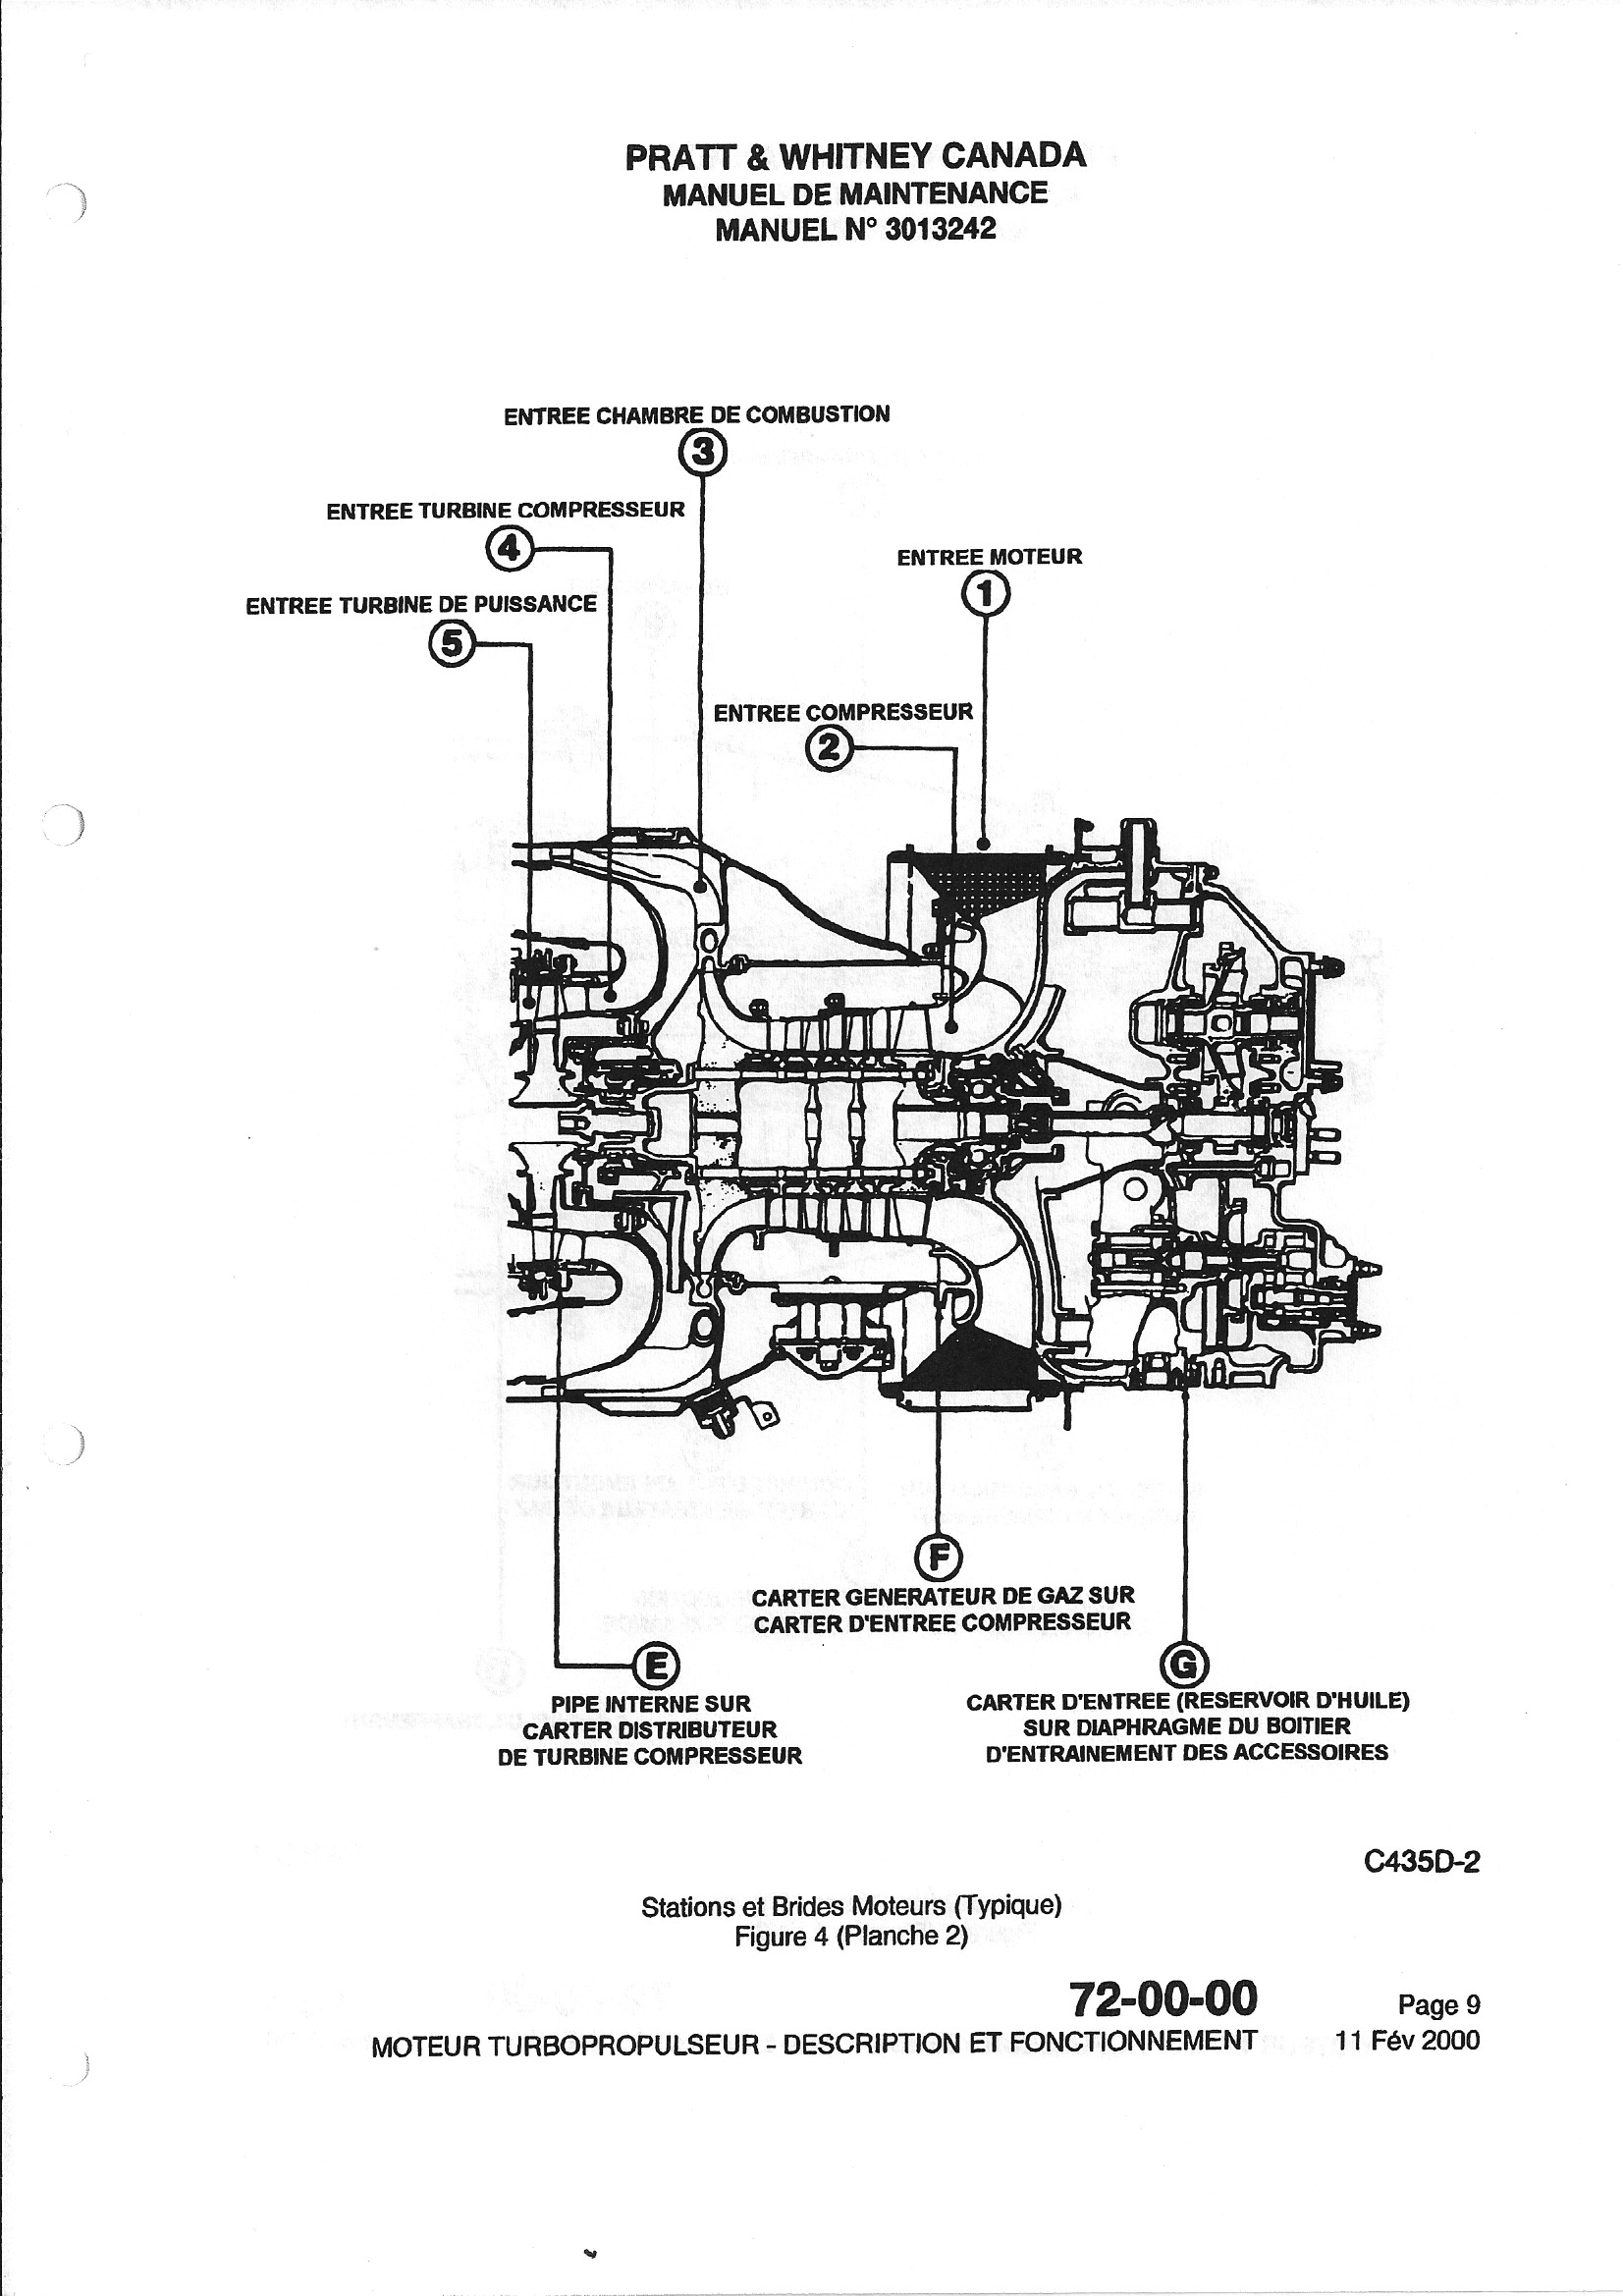 PRATT & WHITNEY CANADA
MANUEL DE MAINTENANCE
MANUEL N° 3013242
ENTREE CHAMBRE DE COMBUSTION
3
ENTREE TURBINE COMPRESSEUR
4
ENTREE MOTEUR
1
ENTREE TURBINE DE PUISSANCE
5
ENTREE COMPRESSEUR
2
F
CARTER GENERATEUR DE GAZ SUR
CARTER D'ENTREE COMPRESSEUR
E
PIPE INTERNE SUR
CARTER DISTRIBUTEUR
DE TURBINE COMPRESSEUR
G
CARTER D'ENTREE (RESERVOIR D'HUILE)
SUR DIAPHRAGME DU BOITIER
D'ENTRAINEMENT DES ACCESSOIRES
C435D-2
Stations et Brides Moteurs (Typique)
Figure 4 (Planche 2)
72-00-00
Page 9
MOTEUR TURBOPROPULSEUR - DESCRIPTION ET FONCTIONNEMENT
11 Fév 2000